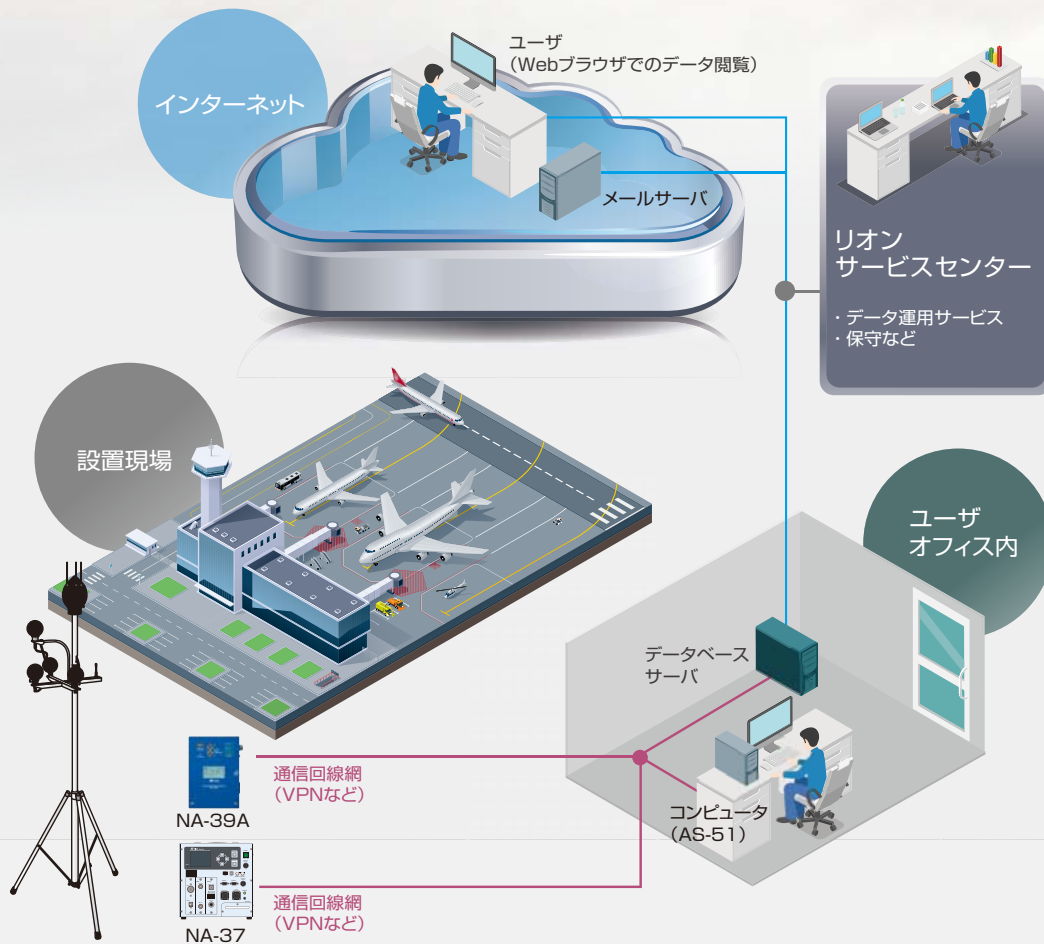 インターネット
ユーザ
（Webブラウザでのデータ閲覧）
メールサーバ
リオン
サービスセンター
・データ運用サービス
・保守など
設置現場
ユーザ
オフィス内
データベース
サーバ
コンピュータ
（AS-51）
通信回線網
（VPNなど）
NA-39A
通信回線網
（VPNなど）
NA-37